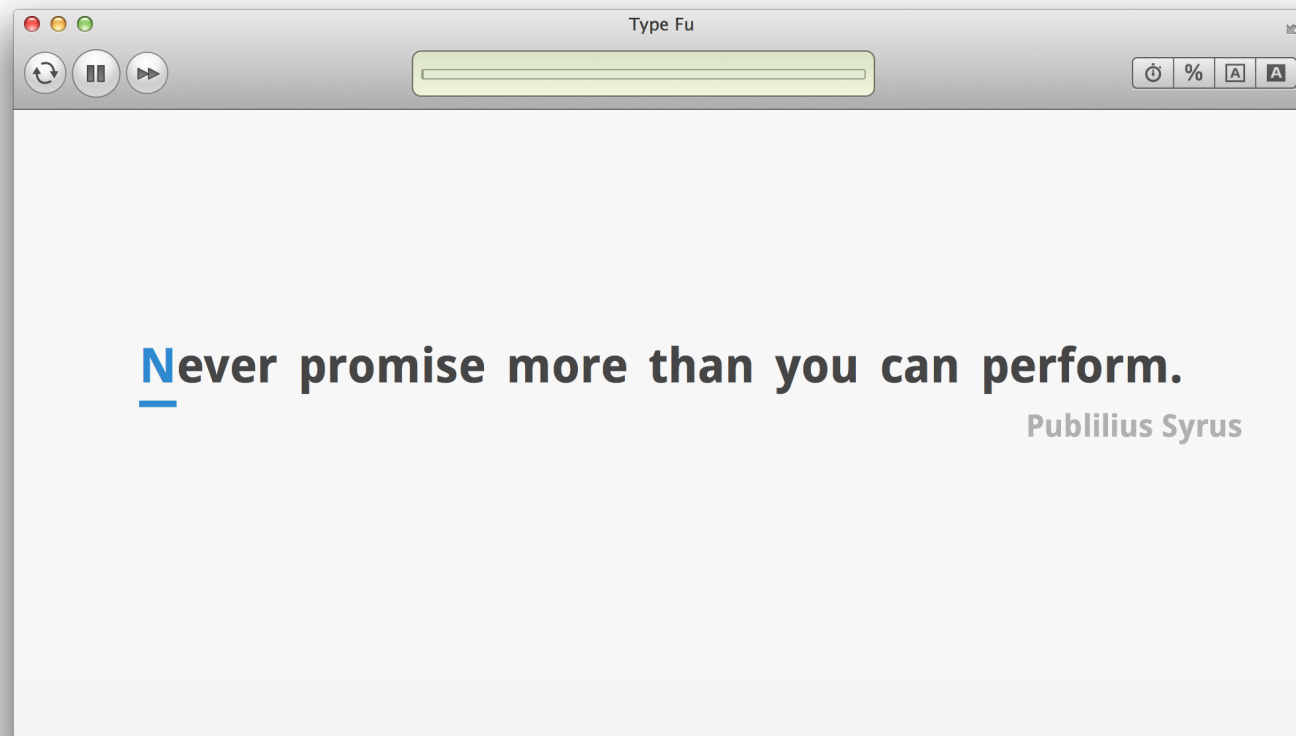 Type Fu
% A A
Never promise more than you can perform.
Publilius Syrus